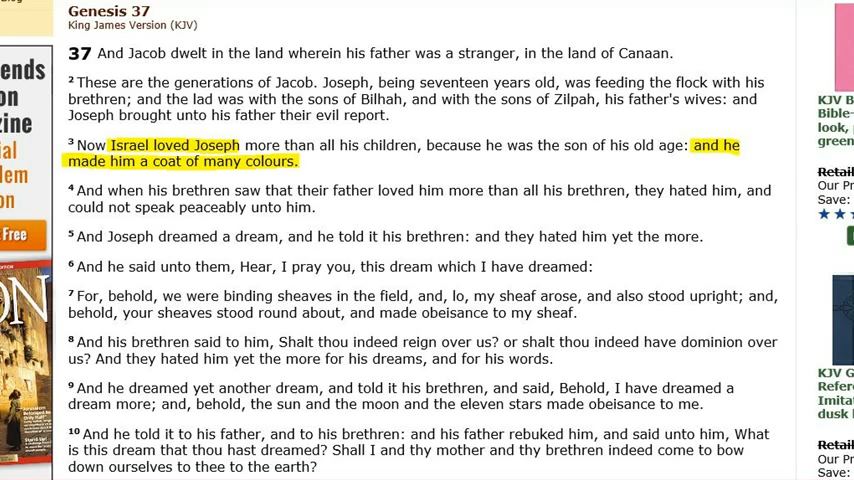 Genesis 37
King James Version (KJV)
37 And Jacob dwelt in the land wherein his father was a stranger, in the land of Canaan.
2 These are the generations of Jacob. Joseph, being seventeen years old, was feeding the flock with his
brethren; and the lad was with the sons of Bilhah, and with the sons of Zilpah, his father's wives: and
Joseph brought unto his father their evil report.
3 Now Israel loved Joseph more than all his children, because he was the son of his old age: and he
made him a coat of many colours.
4 And when his brethren saw that their father loved him more than all his brethren, they hated him, and
could not speak peaceably unto him.
5 And Joseph dreamed a dream, and he told it his brethren: and they hated him yet the more.
6 And he said unto them, Hear, I pray you, this dream which I have dreamed:
7 For, behold, we were binding sheaves in the field, and, lo, my sheaf arose, and also stood upright; and,
behold, your sheaves stood round about, and made obeisance to my sheaf.
8 And his brethren said to him, Shalt thou indeed reign over us? or shalt thou indeed have dominion over
us? And they hated him yet the more for his dreams, and for his words.
9 And he dreamed yet another dream, and told it his brethren, and said, Behold, I have dreamed a
dream more; and, behold, the sun and the moon and the eleven stars made obeisance to me.
10 And he told it to his father, and to his brethren: and his father rebuked him, and said unto him, What
is this dream that thou hast dreamed? Shall I and thy mother and thy brethren indeed come to bow
down ourselves to thee to the earth?
ends
on
zine
ial
lem
on
Free
ON
KJV B
Bible-
look,
green
Retail
Our Pr
Save:
KJV G
Refere
Imitat
dusk
Retail
Our Pr
Save: